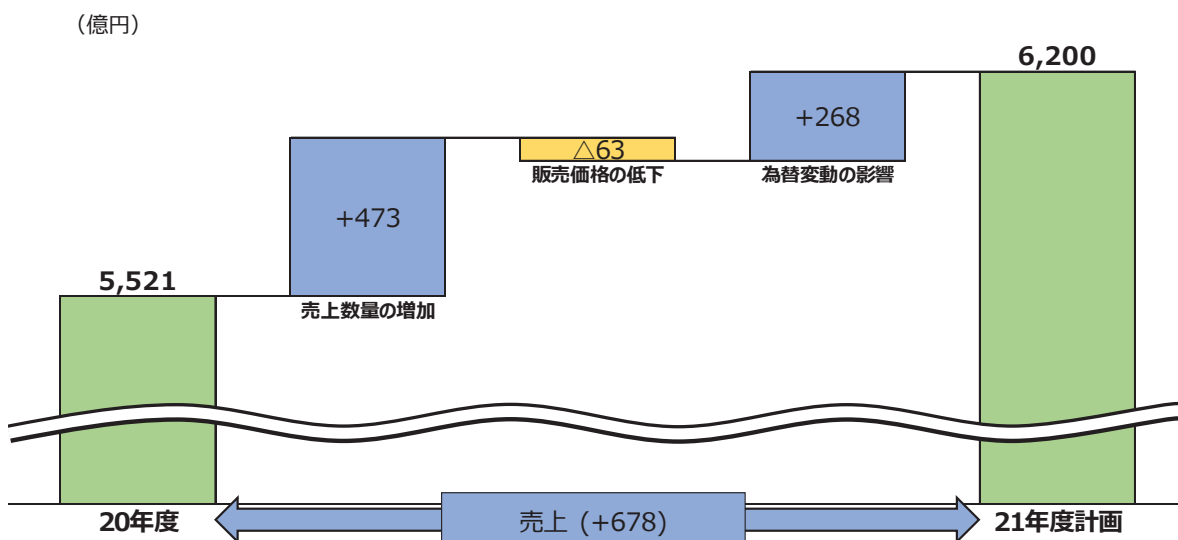 （億円）
6,200
+268
△63
販売価格の低下
為替変動の影響
+473
5,521
売上数量の増加
20年度
売上 (+678)
21年度計画